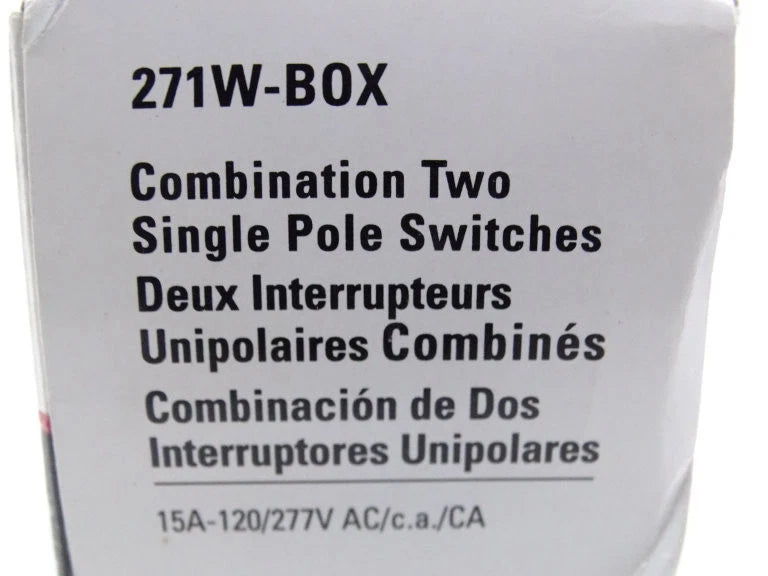 271W-BOX
Combination Two
Single Pole Switches
Deux Interrupteurs
Unipolaires Combinés
Combinación de Dos
Interruptores Unipolares
15A-120/277V AC/c.a./CA